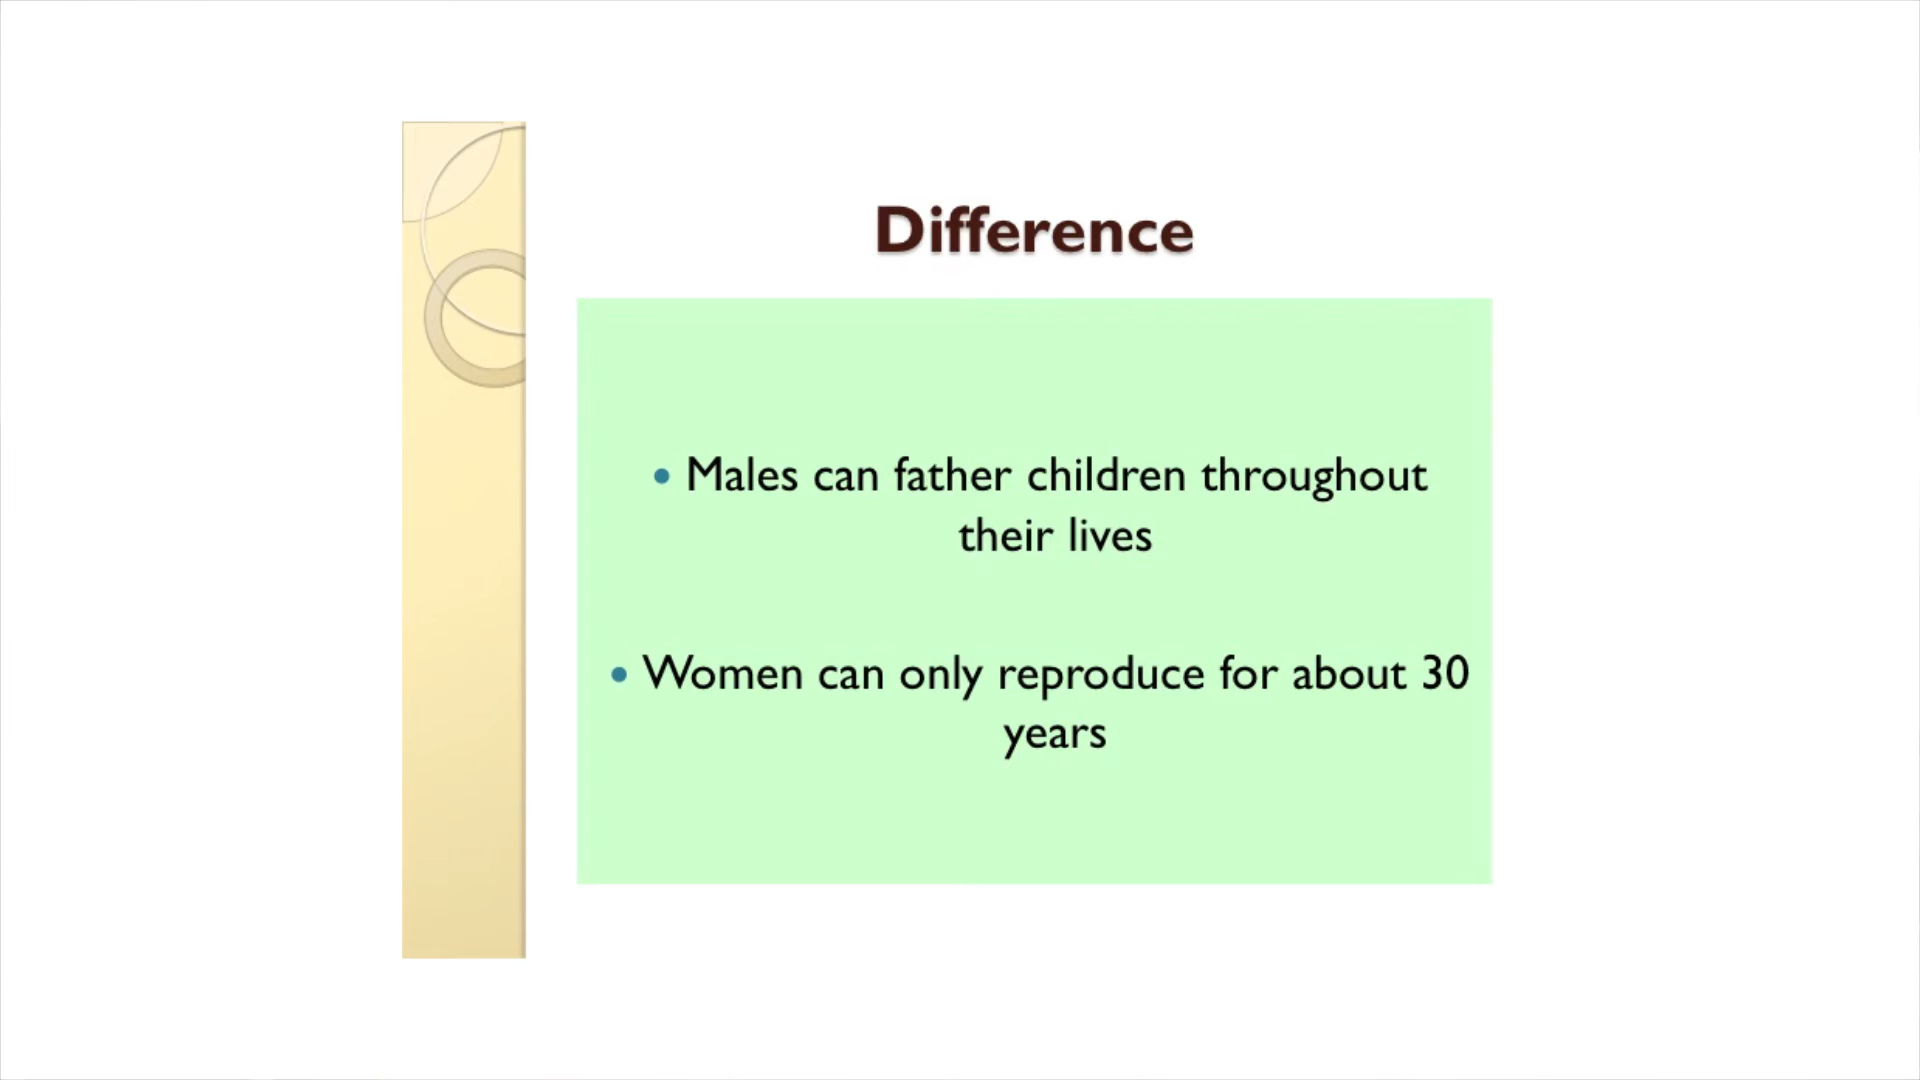 Difference
• Males can father children throughout
their lives
• Women can only reproduce for about 30
years